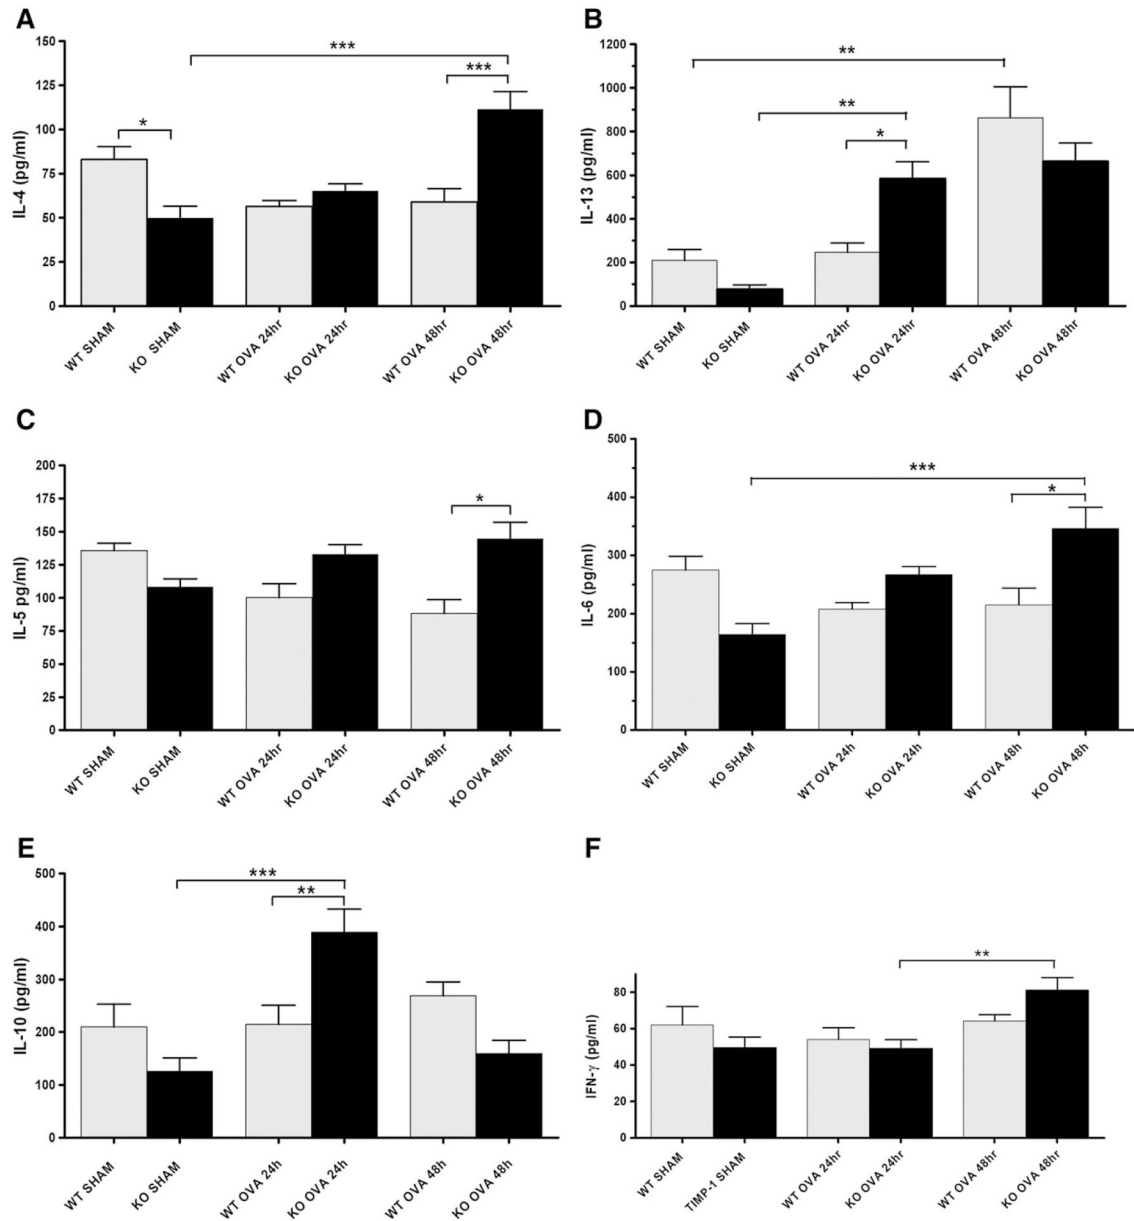 A
IL-4 (pg/ml)
150
125
100
75
50
25
0
***
***
*
WT SHAM
KO SHAM
WT OVA 24hr
KO OVA 24hr
WT OVA 48hr
KO OVA 48hr
B
IL-13 (pg/ml)
1200
1000
800
600
400
200
0
**
**
*
WT SHAM
KO SHAM
WT OVA 24hr
KO OVA 24hr
WT OVA 48hr
KO OVA 48hr
C
IL-5 pg/ml)
200
175
150
125
100
75
50
25
0
*
WT SHAM
KO SHAM
WT OVA 24hr
KO OVA 24hr
WT OVA 48hr
KO OVA 48hr
D
IL-6 (pg/ml)
500
400
300
200
100
0
***
*
WT SHAM
KO SHAM
WT OVA 24h
KO OVA 24h
WT OVA 48h
KO OVA 48h
E
IL-10 (pg/ml)
500
400
300
200
100
0
***
**
WT SHAM
KO SHAM
WT OVA 24h
KO OVA 24h
WT OVA 48h
KO OVA 48h
F
IFN-γ (pg/ml)
80
60
40
20
0
**
WT SHAM
TIMP-1 SHAM
WT OVA 24hr
KO OVA 24hr
WT OVA 48hr
KO OVA 48hr